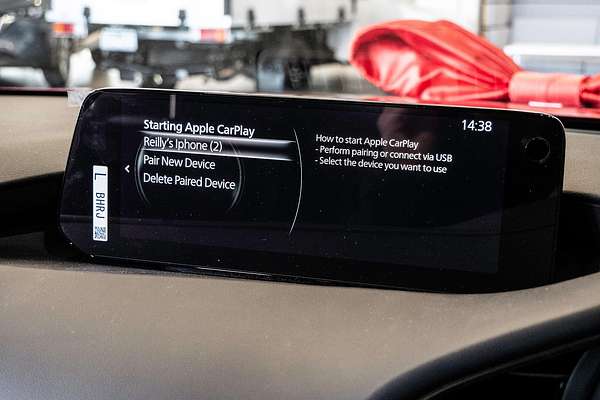 14:38
Starting Apple CarPlay
Reilly's Iphone (2)
Pair New Device
Delete Paired Device
How to start Apple CarPlay
- Perform pairing or connect via USB
- Select the device you want to use
L BHRJ